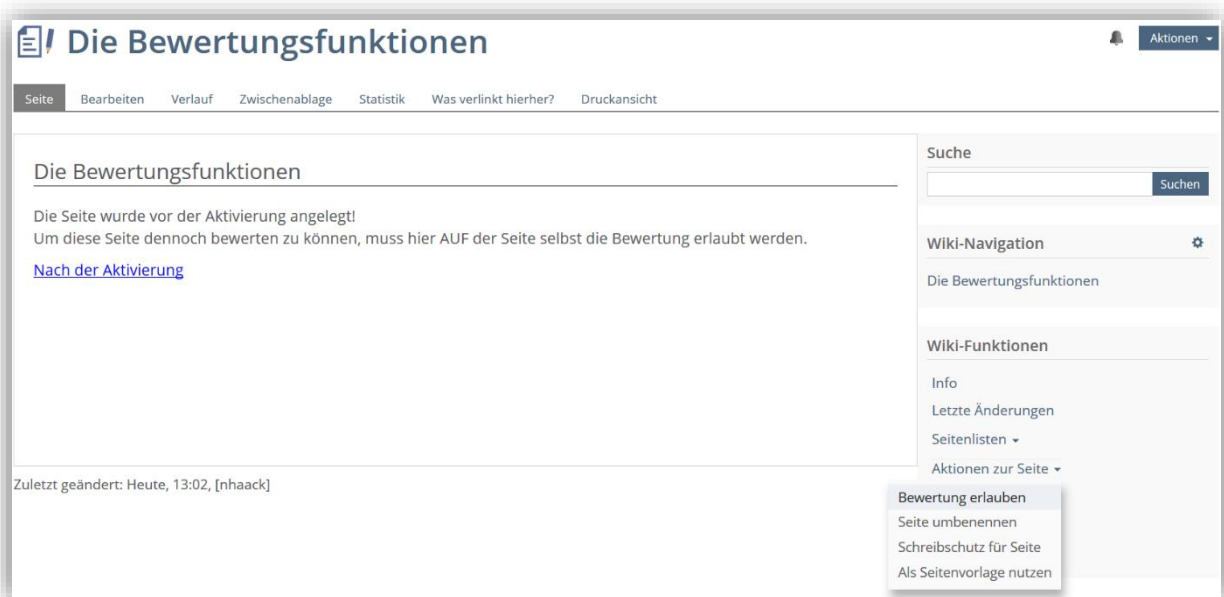 Die Bewertungsfunktionen
Aktionen
Seite Bearbeiten Verlauf Zwischenablage Statistik Was verlinkt hierher? Druckansicht
Die Bewertungsfunktionen
Die Seite wurde vor der Aktivierung angelegt!
Um diese Seite dennoch bewerten zu können, muss hier AUF der Seite selbst die Bewertung erlaubt werden.
Nach der Aktivierung
Zuletzt geändert: Heute, 13:02, [nhaack]
Suche
Suchen
Wiki-Navigation
Die Bewertungsfunktionen
Wiki-Funktionen
Info
Letzte Änderungen
Seitenlisten
Aktionen zur Seite
Bewertung erlauben
Seite umbenennen
Schreibschutz für Seite
Als Seitenvorlage nutzen